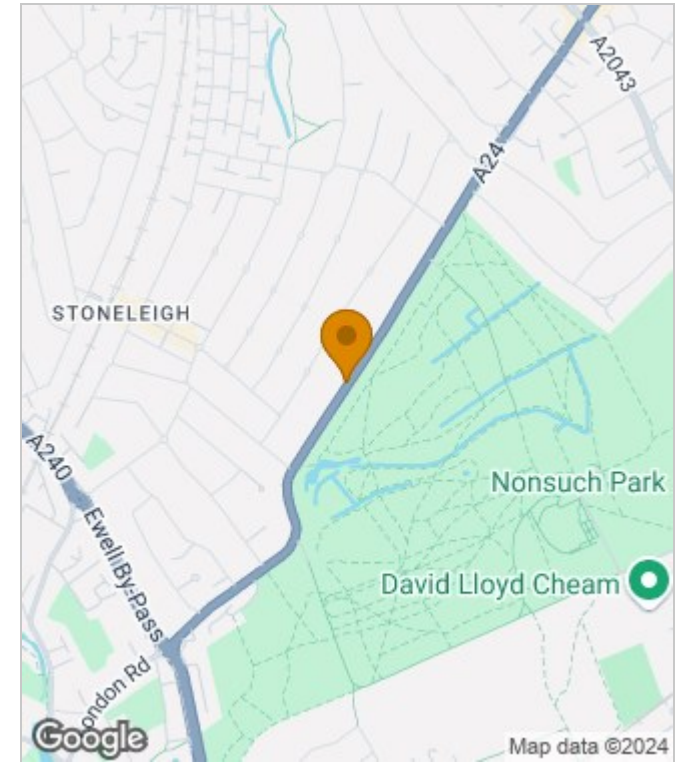 A2043
A24
STONELEIGH
A240
Nonsuch Park
Ewell By-Pass
David Lloyd Cheam
London Rd
Google
Map data ©2024